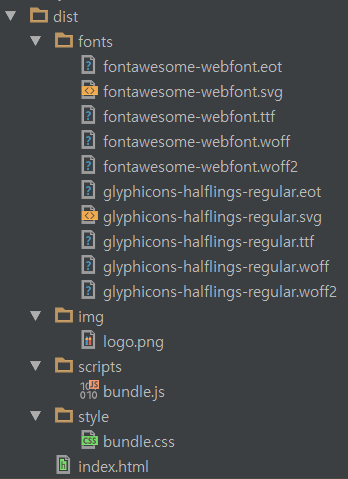 dist
fonts
fontawesome-webfont.eot
fontawesome-webfont.svg
fontawesome-webfont.ttf
fontawesome-webfont.woff
fontawesome-webfont.woff2
glyphicons-halflings-regular.eot
glyphicons-halflings-regular.svg
glyphicons-halflings-regular.ttf
glyphicons-halflings-regular.woff
glyphicons-halflings-regular.woff2
img
logo.png
scripts
bundle.js
style
bundle.css
index.html